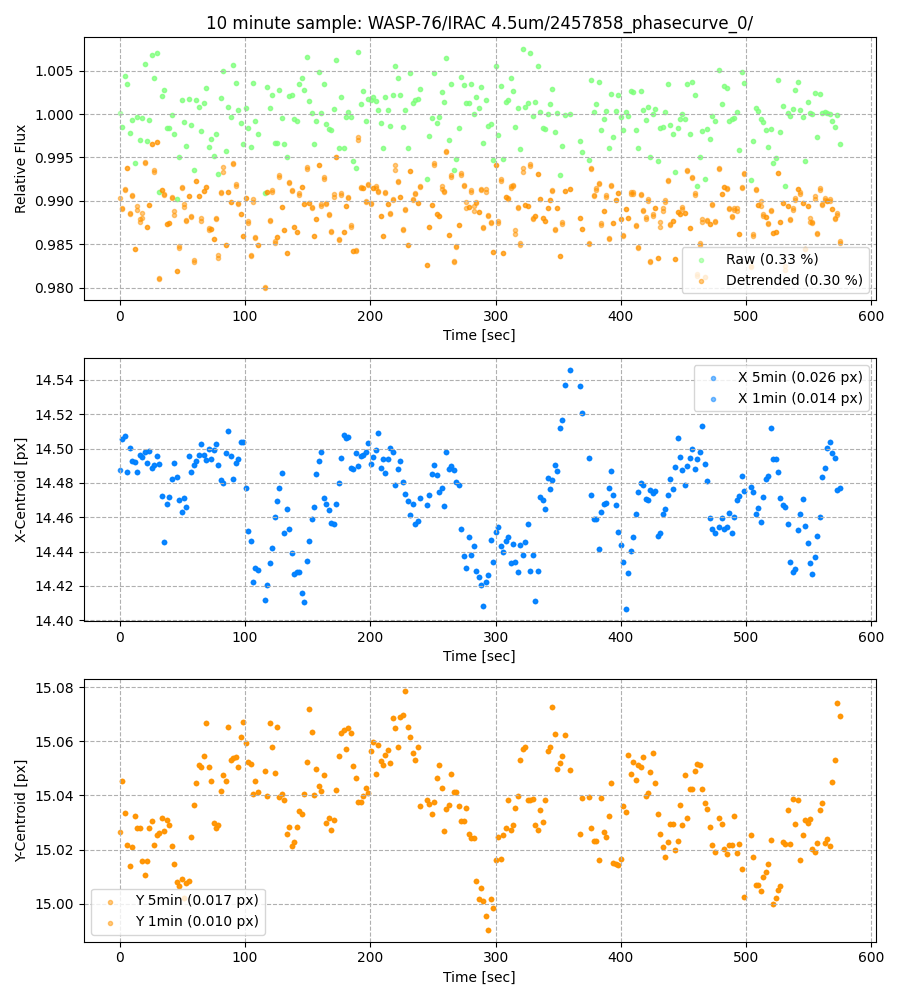 10 minute sample: WASP-76/IRAC 4.5um/2457858_phasecurve_0/
Relative Flux
1.005
1.000
0.995
0.990
0.985
0.980
Raw (0.33 %)
Detrended (0.30 %)
0 100 200 300 400 500 600
Time [sec]
X-Centroid [px]
14.54
14.52
14.50
14.48
14.46
14.44
14.42
14.40
X 5min (0.026 px)
X 1min (0.014 px)
0 100 200 300 400 500 600
Time [sec]
Y-Centroid [px]
15.08
15.06
15.04
15.02
15.00
Y 5min (0.017 px)
Y 1min (0.010 px)
0 100 200 300 400 500 600
Time [sec]